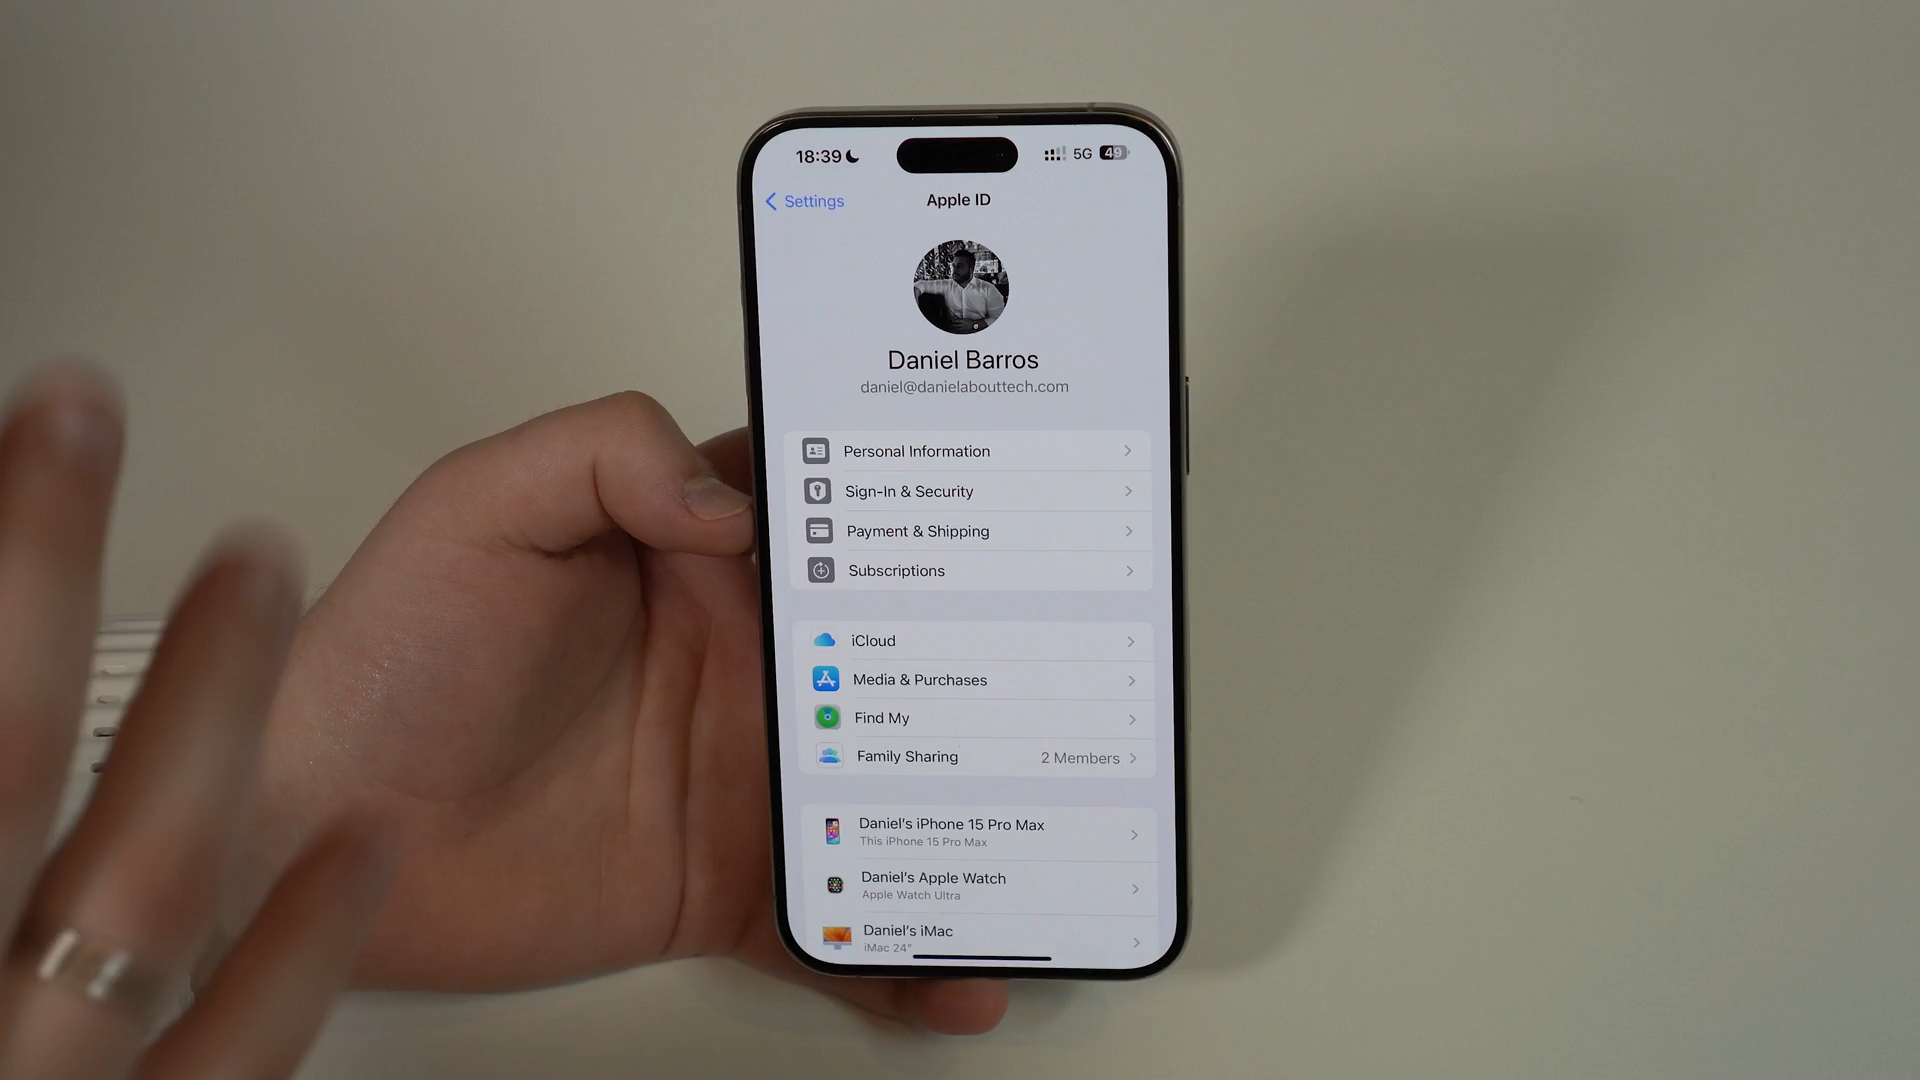 18:39 5G 49
Settings Apple ID
Daniel Barros
daniel@danielabouttech.com
Personal Information
Sign-In & Security
Payment & Shipping
Subscriptions
iCloud
Media & Purchases
Find My
Family Sharing 2 Members
Daniel's iPhone 15 Pro Max
This iPhone 15 Pro Max
Daniel's Apple Watch
Apple Watch Ultra
Daniel's iMac
iMac 24"